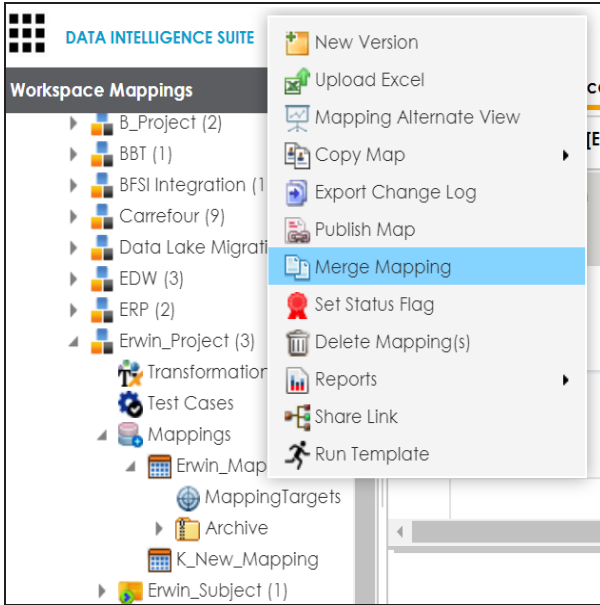 DATA INTELLIGENCE SUITE
Workspace Mappings
B_Project (2)
BBT (1)
BFSI Integration (1
Carrefour (9)
Data Lake Migrati
EDW (3)
ERP (2)
Erwin_Project (3)
Transformation
Test Cases
Mappings
Erwin_Map
MappingTargets
Archive
K_New_Mapping
Erwin_Subject (1)
New Version
Upload Excel
Mapping Alternate View
Copy Map
Export Change Log
Publish Map
Merge Mapping
Set Status Flag
Delete Mapping(s)
Reports
Share Link
Run Template
[E